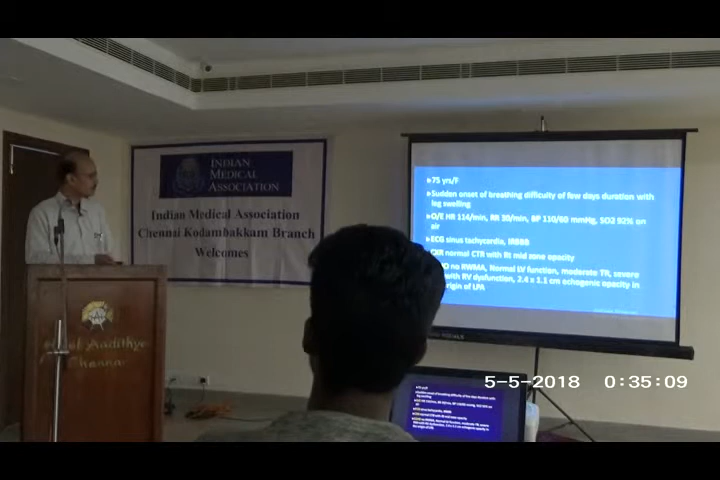 INDIAN
MEDICAL
ASSOCIATION
Indian Medical Association
Chennai Kodambakkam Branch
Welcomes
75 yrs/F
Sudden onset of breathing difficulty of few days duration with
leg swelling
O/E HR 114/min, RR 30/min, BP 110/60 mmHg, SO2 92% on
air
ECG sinus tachycardia,
CXR normal CTR with Rt mid zone opacity
no RWMA, Normal LV function, moderate TR, severe
with RV dysfunction, 2.4 x 1.1 cm echogenic opacity in
origin of LPA
Aadithya
Chennai
5-5-2018 0:35:09